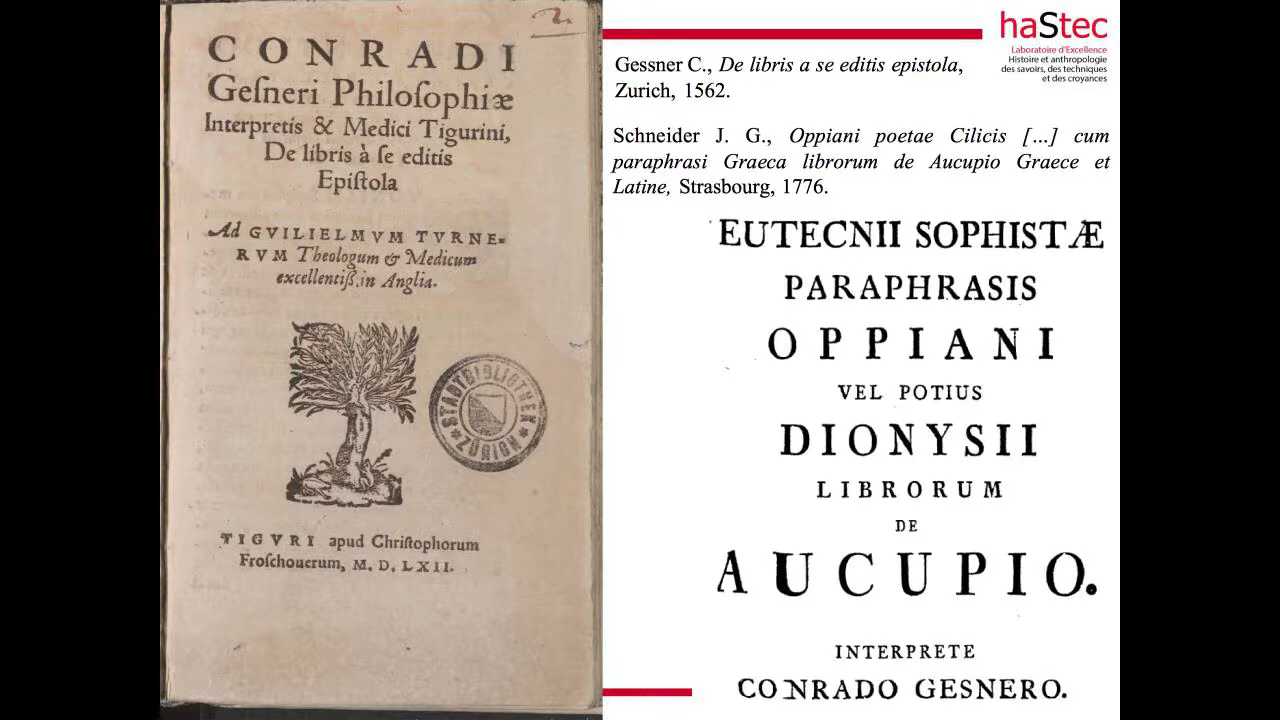 2
CONRADI
Geſneri Philoſophiæ
Interpretis & Medici Tigurini,
De libris à ſe editis
Epiſtola
Ad GVILIELMVM TVRNE=
RVM Theologum & Medicum
excellentiß. in Anglia.
STADTBIBLIOTHEK
ZÜRICH
TIGVRI apud Chriſtophorum
Froſchouerum, M. D. LXII.
haStec
Laboratoire d'Excellence
Histoire et anthropologie
des savoirs, des techniques
et des croyances
Gessner C., De libris a se editis epistola,
Zurich, 1562.
Schneider J. G., Oppiani poetae Cilicis [...] cum
paraphrasi Graeca librorum de Aucupio Graece et
Latine, Strasbourg, 1776.
EUTECNII SOPHISTÆ
PARAPHRASIS
OPPIANI
VEL POTIUS
DIONYSII
LIBRORUM
DE
AUCUPIO.
INTERPRETE
CONRADO GESNERO.